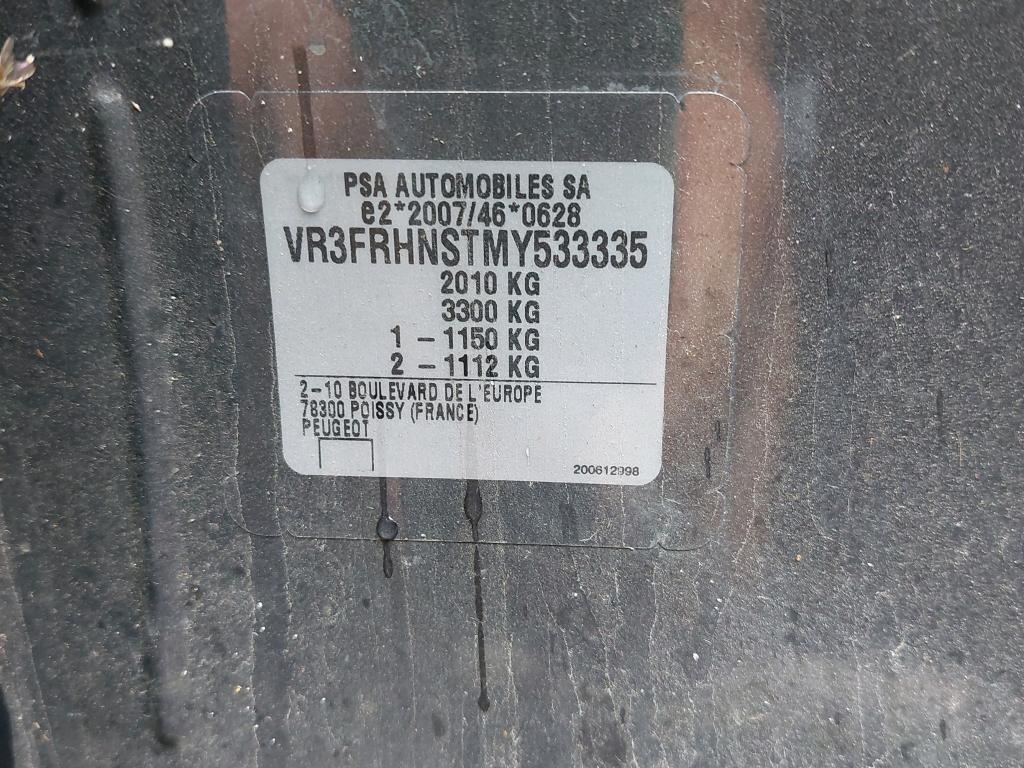 PSA AUTOMOBILES SA
e2*2007/46*0628
VR3FRHNSTMY533335
2010 KG
3300 KG
1 - 1150 KG
2 - 1112 KG
2-10 BOULEVARD DE L'EUROPE
78300 POISSY (FRANCE)
PEUGEOT
200612998